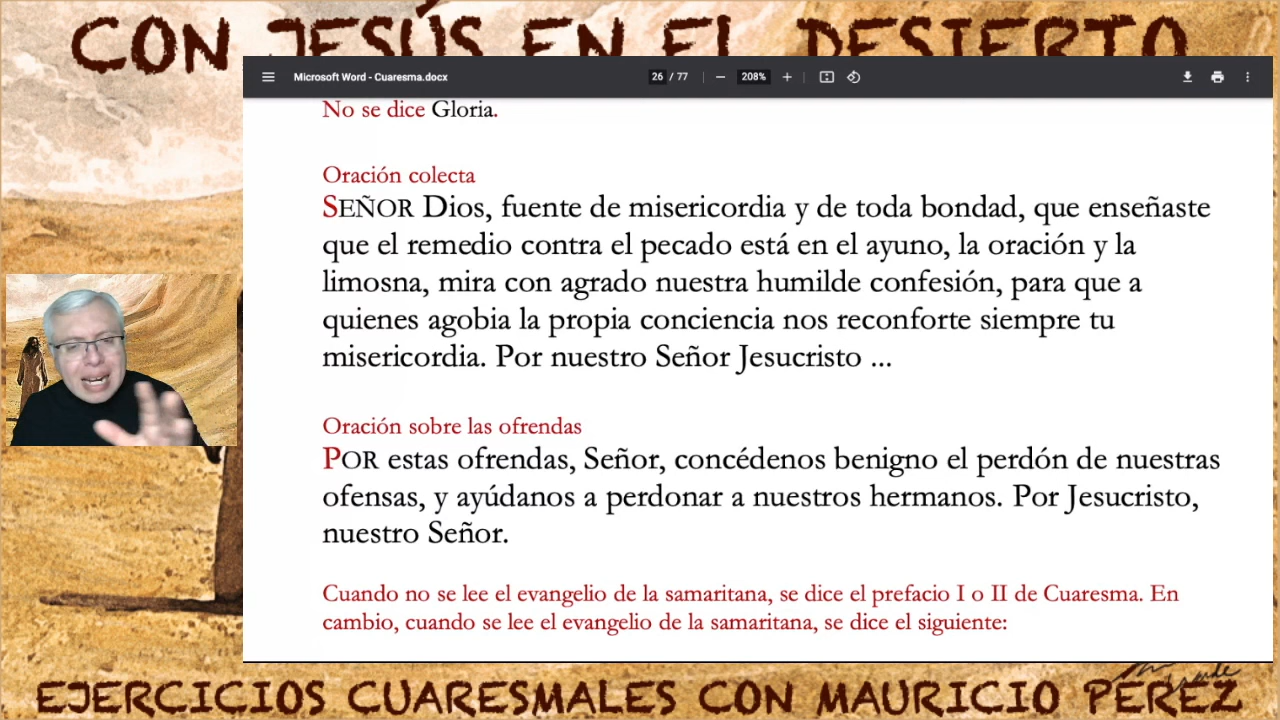 CON JESÚS EN EL DESIERTO
Microsoft Word - Cuaresma.docx
26 / 77
208%
No se dice Gloria.
Oración colecta
SEÑOR Dios, fuente de misericordia y de toda bondad, que enseñaste
que el remedio contra el pecado está en el ayuno, la oración y la
limosna, mira con agrado nuestra humilde confesión, para que a
quienes agobia la propia conciencia nos reconforte siempre tu
misericordia. Por nuestro Señor Jesucristo ...
Oración sobre las ofrendas
POR estas ofrendas, Señor, concédenos benigno el perdón de nuestras
ofensas, y ayúdanos a perdonar a nuestros hermanos. Por Jesucristo,
nuestro Señor.
Cuando no se lee el evangelio de la samaritana, se dice el prefacio I o II de Cuaresma. En
cambio, cuando se lee el evangelio de la samaritana, se dice el siguiente:
EJERCICIOS CUARESMALES CON MAURICIO PÉREZ